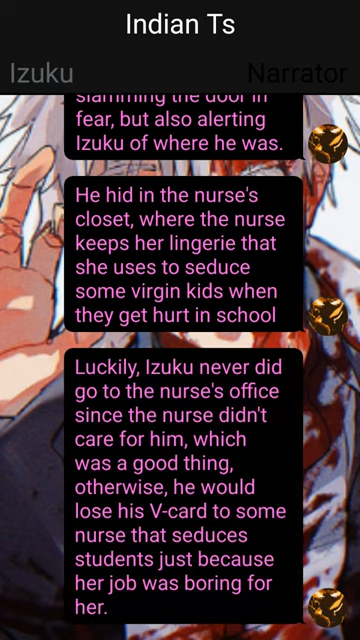 Indian Ts
Izuku
Narrator
slamming the door in
fear, but also alerting
Izuku of where he was.
He hid in the nurse's
closet, where the nurse
keeps her lingerie that
she uses to seduce
some virgin kids when
they get hurt in school
Luckily, Izuku never did
go to the nurse's office
since the nurse didn't
care for him, which
was a good thing,
otherwise, he would
lose his V-card to some
nurse that seduces
students just because
her job was boring for
her.